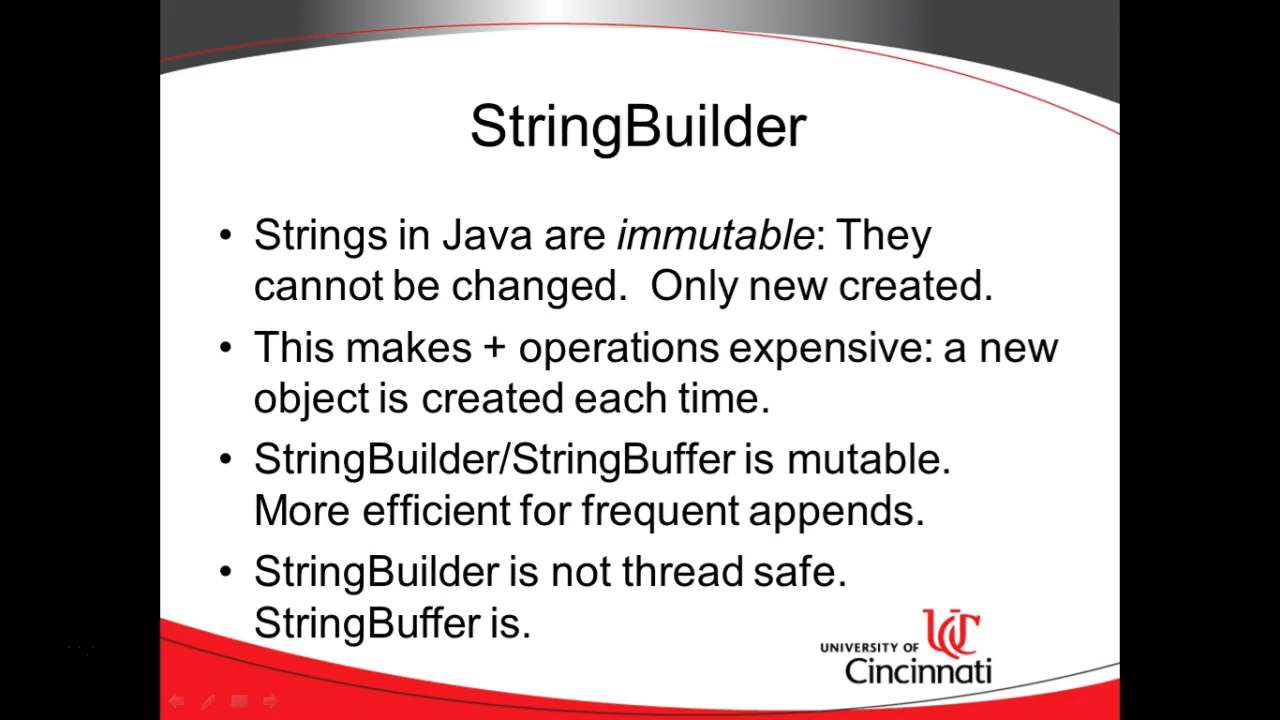 StringBuilder
• Strings in Java are immutable: They
cannot be changed.  Only new created.
• This makes + operations expensive: a new
object is created each time.
• StringBuilder/StringBuffer is mutable.
More efficient for frequent appends.
• StringBuilder is not thread safe.
StringBuffer is.
UC
UNIVERSITY OF
Cincinnati